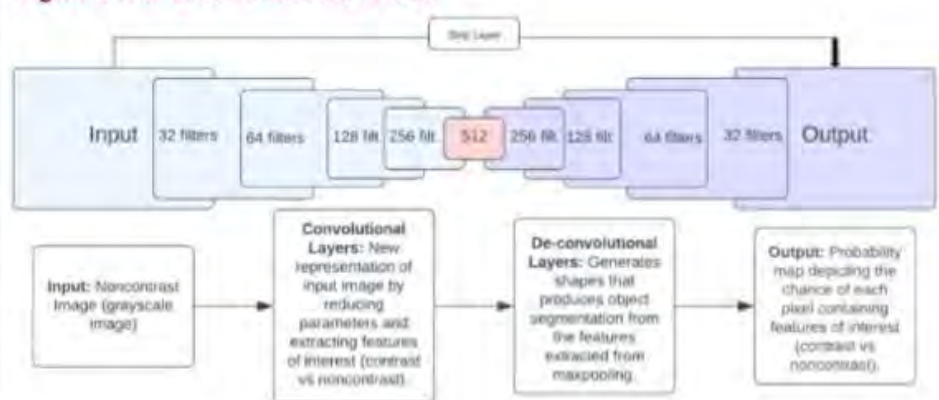 Skip Layer
Input
32 filters
64 filters
128 filt
256 filt
512
256 filt
128 filt
64 filters
32 filters
Output
Input: Noncontrast
Image (grayscale
image)
Convolutional
Layers: New
representation of
input image by
reducing
parameters and
extracting features
of interest (contrast
vs noncontrast).
De-convolutional
Layers: Generates
shapes that
produces object
segmentation from
the features
extracted from
maxpooling.
Output: Probability
map depicting the
chance of each
pixel containing
features of interest
(contrast vs
noncontrast).